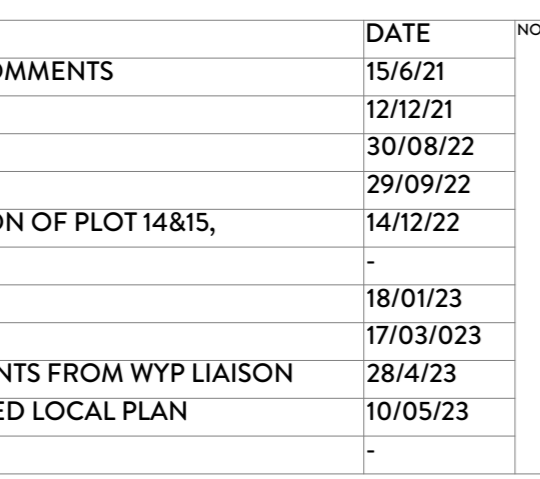 DATE
NO
OMMENTS 15/6/21
12/12/21
30/08/22
29/09/22
ON OF PLOT 14&15, 14/12/22
-
18/01/23
17/03/023
NTS FROM WYP LIAISON 28/4/23
ED LOCAL PLAN 10/05/23
-